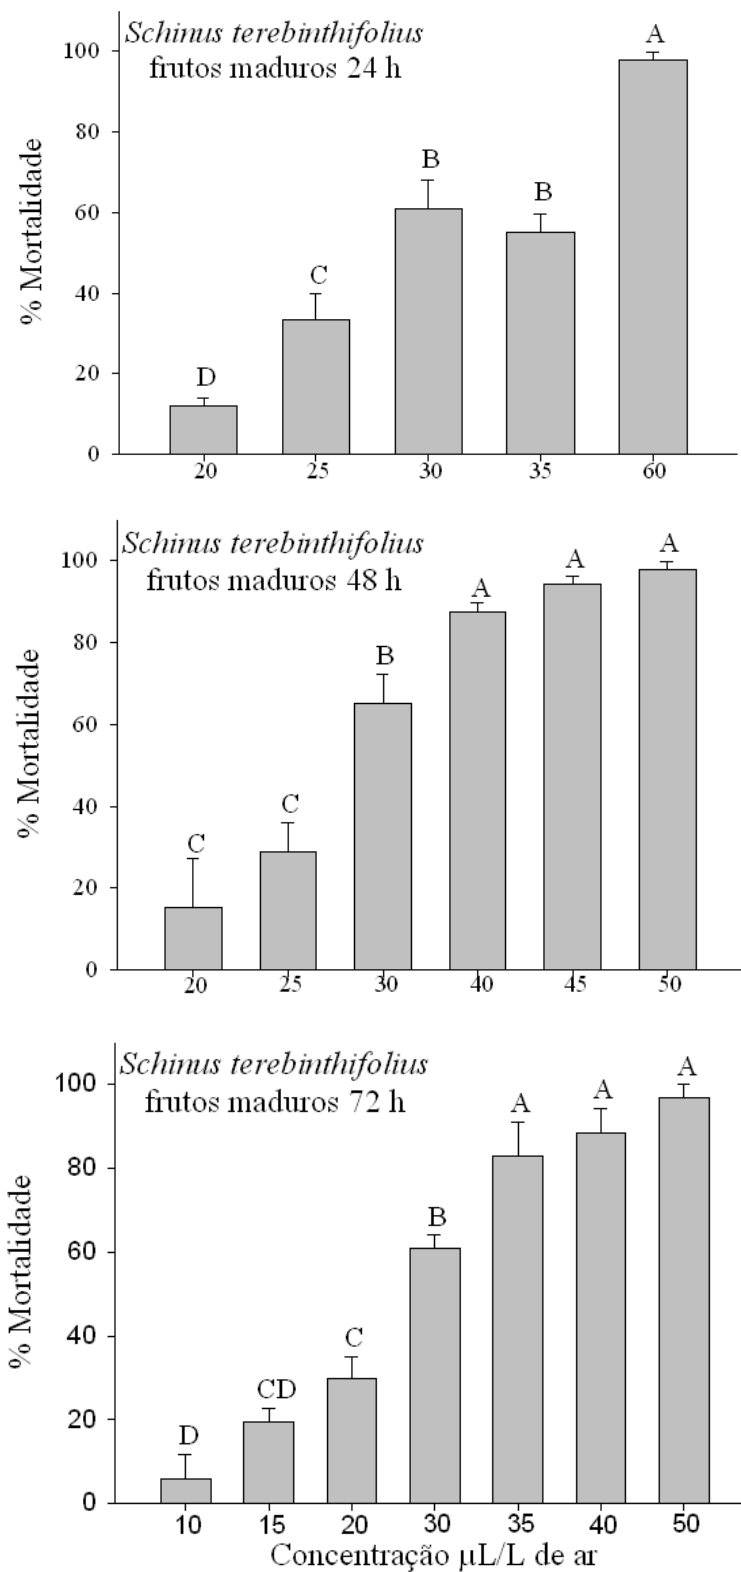 Schinus terebinthifolius
frutos maduros 24 h
% Mortalidade
100
80
60
40
20
0
D
C
B
B
A
20 25 30 35 60
Schinus terebinthifolius
frutos maduros 48 h
% Mortalidade
100
80
60
40
20
0
C
C
B
A
A
A
20 25 30 40 45 50
Schinus terebinthifolius
frutos maduros 72 h
% Mortalidade
100
80
60
40
20
0
D
CD
C
B
A
A
A
10 15 20 30 35 40 50
Concentração µL/L de ar